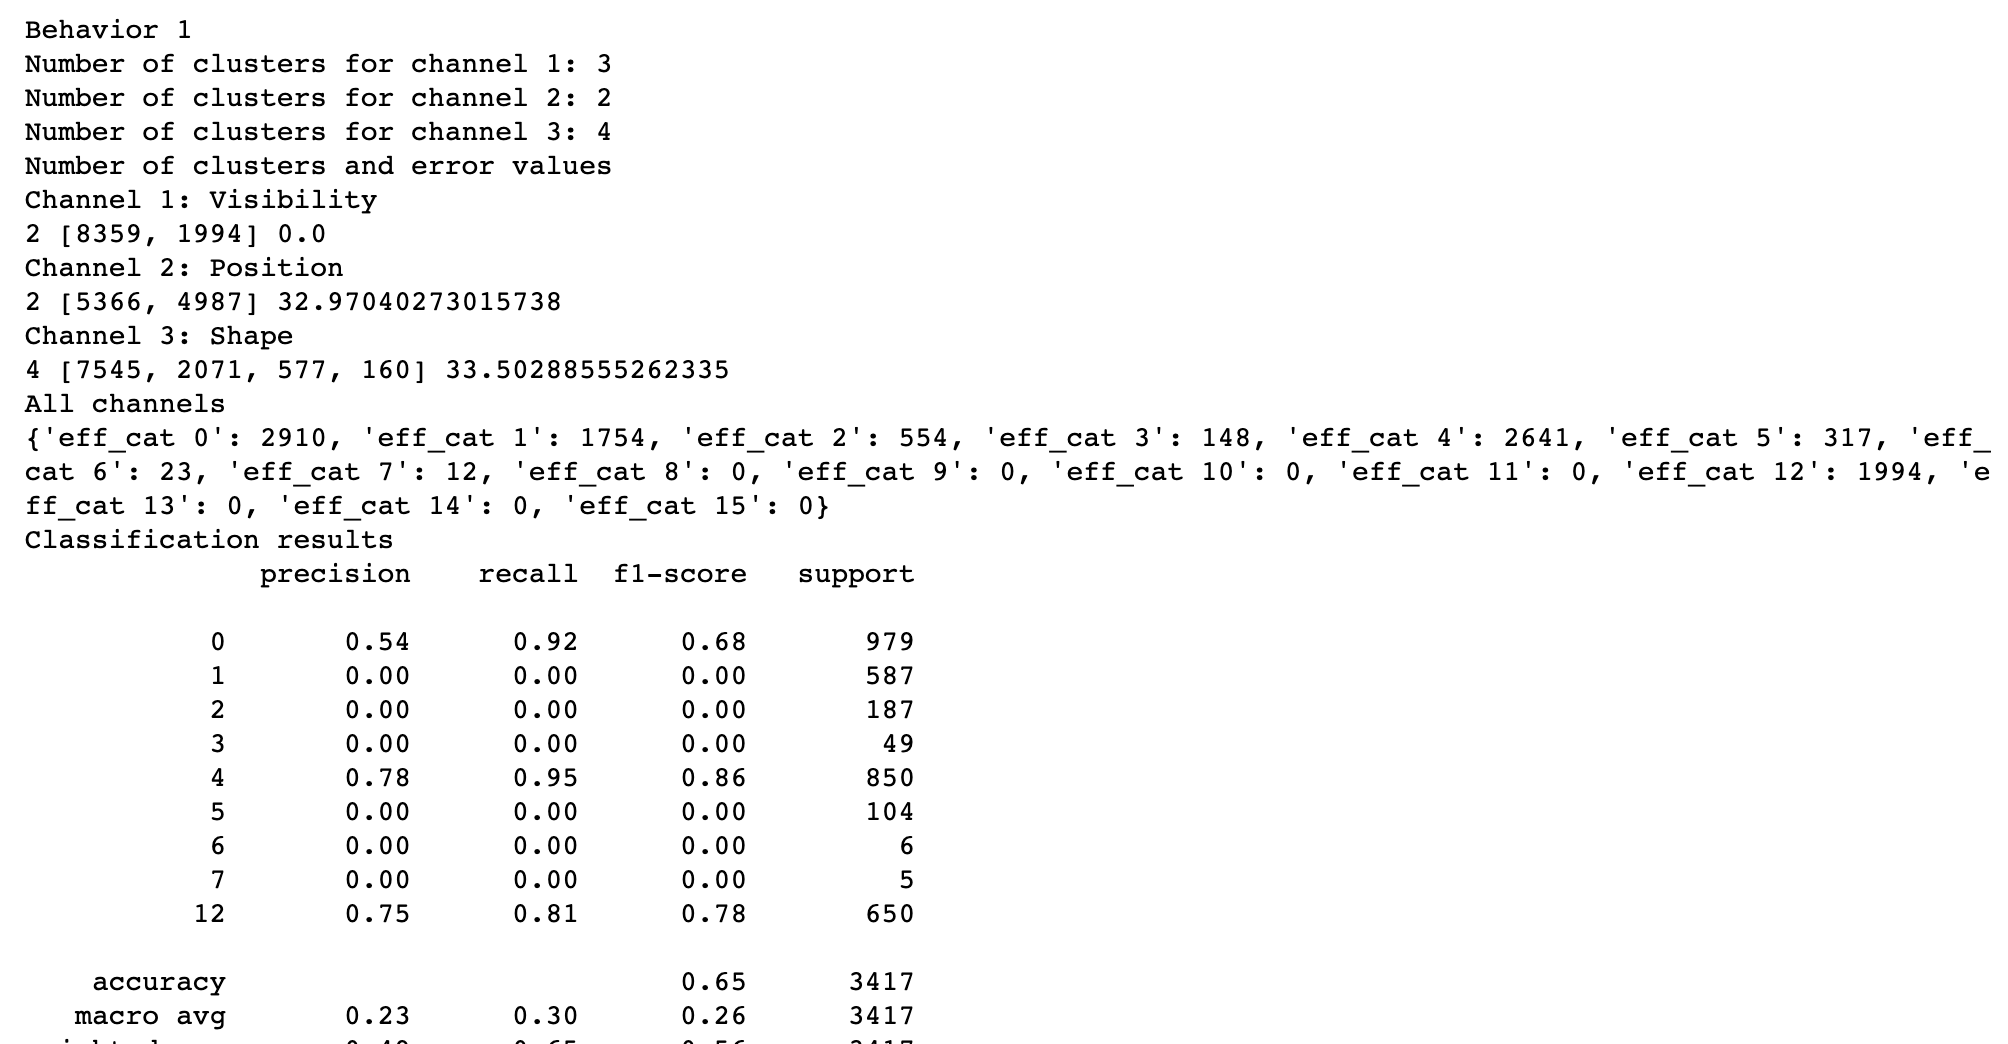 Behavior 1
Number of clusters for channel 1: 3
Number of clusters for channel 2: 2
Number of clusters for channel 3: 4
Number of clusters and error values
Channel 1: Visibility
2 [8359, 1994] 0.0
Channel 2: Position
2 [5366, 4987] 32.97040273015738
Channel 3: Shape
4 [7545, 2071, 577, 160] 33.50288555262335
All channels
{'eff_cat 0': 2910, 'eff_cat 1': 1754, 'eff_cat 2': 554, 'eff_cat 3': 148, 'eff_cat 4': 2641, 'eff_cat 5': 317, 'eff_
cat 6': 23, 'eff_cat 7': 12, 'eff_cat 8': 0, 'eff_cat 9': 0, 'eff_cat 10': 0, 'eff_cat 11': 0, 'eff_cat 12': 1994, 'e
ff_cat 13': 0, 'eff_cat 14': 0, 'eff_cat 15': 0}
Classification results
precision recall f1-score support
0 0.54 0.92 0.68 979
1 0.00 0.00 0.00 587
2 0.00 0.00 0.00 187
3 0.00 0.00 0.00 49
4 0.78 0.95 0.86 850
5 0.00 0.00 0.00 104
6 0.00 0.00 0.00 6
7 0.00 0.00 0.00 5
12 0.75 0.81 0.78 650
accuracy 0.65 3417
macro avg 0.23 0.30 0.26 3417